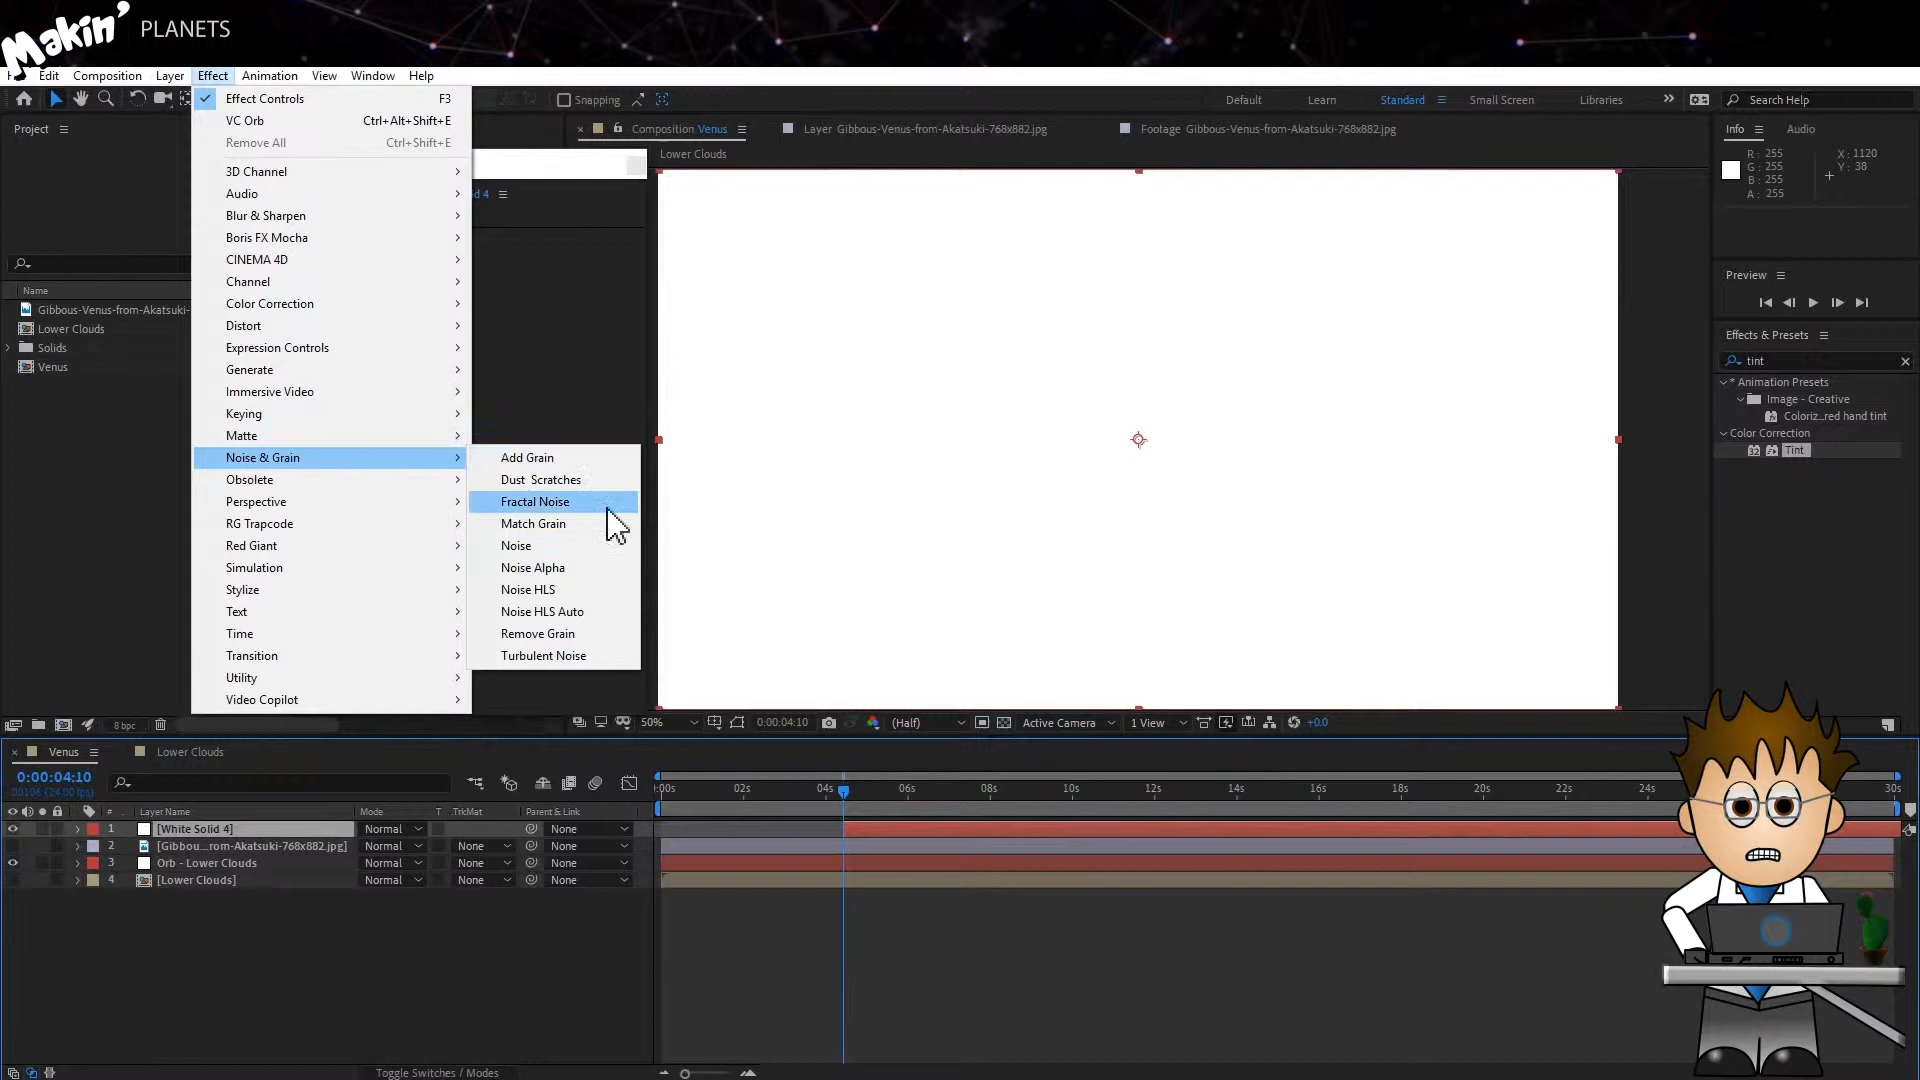 Makin' PLANETS
Edit Composition Layer Effect Animation View Window Help
Snapping
Default Learn Standard Small Screen Libraries Search Help
Project
Composition Venus
Layer Gibbous-Venus-from-Akatsuki-768x882.jpg
Footage Gibbous-Venus-from-Akatsuki-768x882.jpg
Lower Clouds
Info Audio
R: 255 X: 1120
G: 255 Y: 38
B: 255
A: 255
Effect Controls F3
VC Orb Ctrl+Alt+Shift+E
Remove All Ctrl+Shift+E
3D Channel
Audio
Blur & Sharpen
Boris FX Mocha
CINEMA 4D
Channel
Color Correction
Distort
Expression Controls
Generate
Immersive Video
Keying
Matte
Noise & Grain
Obsolete
Perspective
RG Trapcode
Red Giant
Simulation
Stylize
Text
Time
Transition
Utility
Video Copilot
Add Grain
Dust Scratches
Fractal Noise
Match Grain
Noise
Noise Alpha
Noise HLS
Noise HLS Auto
Remove Grain
Turbulent Noise
id 4
Name
Gibbous-Venus-from-Akatsuki-
Lower Clouds
Solids
Venus
8 bpc
Preview
Effects & Presets
tint
* Animation Presets
Image - Creative
Coloriz...red hand tint
Color Correction
32 Tint
50% 0:00:04:10 (Half) Active Camera 1 View +0.0
Venus Lower Clouds
0:00:04:10
00106 (24.00 fps)
:00s 02s 04s 06s 08s 10s 12s 14s 16s 18s 20s 22s 24s 30s
# Layer Name Mode T .TrkMat Parent & Link
1 [White Solid 4] Normal None
2 [Gibbou...rom-Akatsuki-768x882.jpg] Normal None None
3 Orb - Lower Clouds Normal None None
4 [Lower Clouds] Normal None None
Toggle Switches / Modes